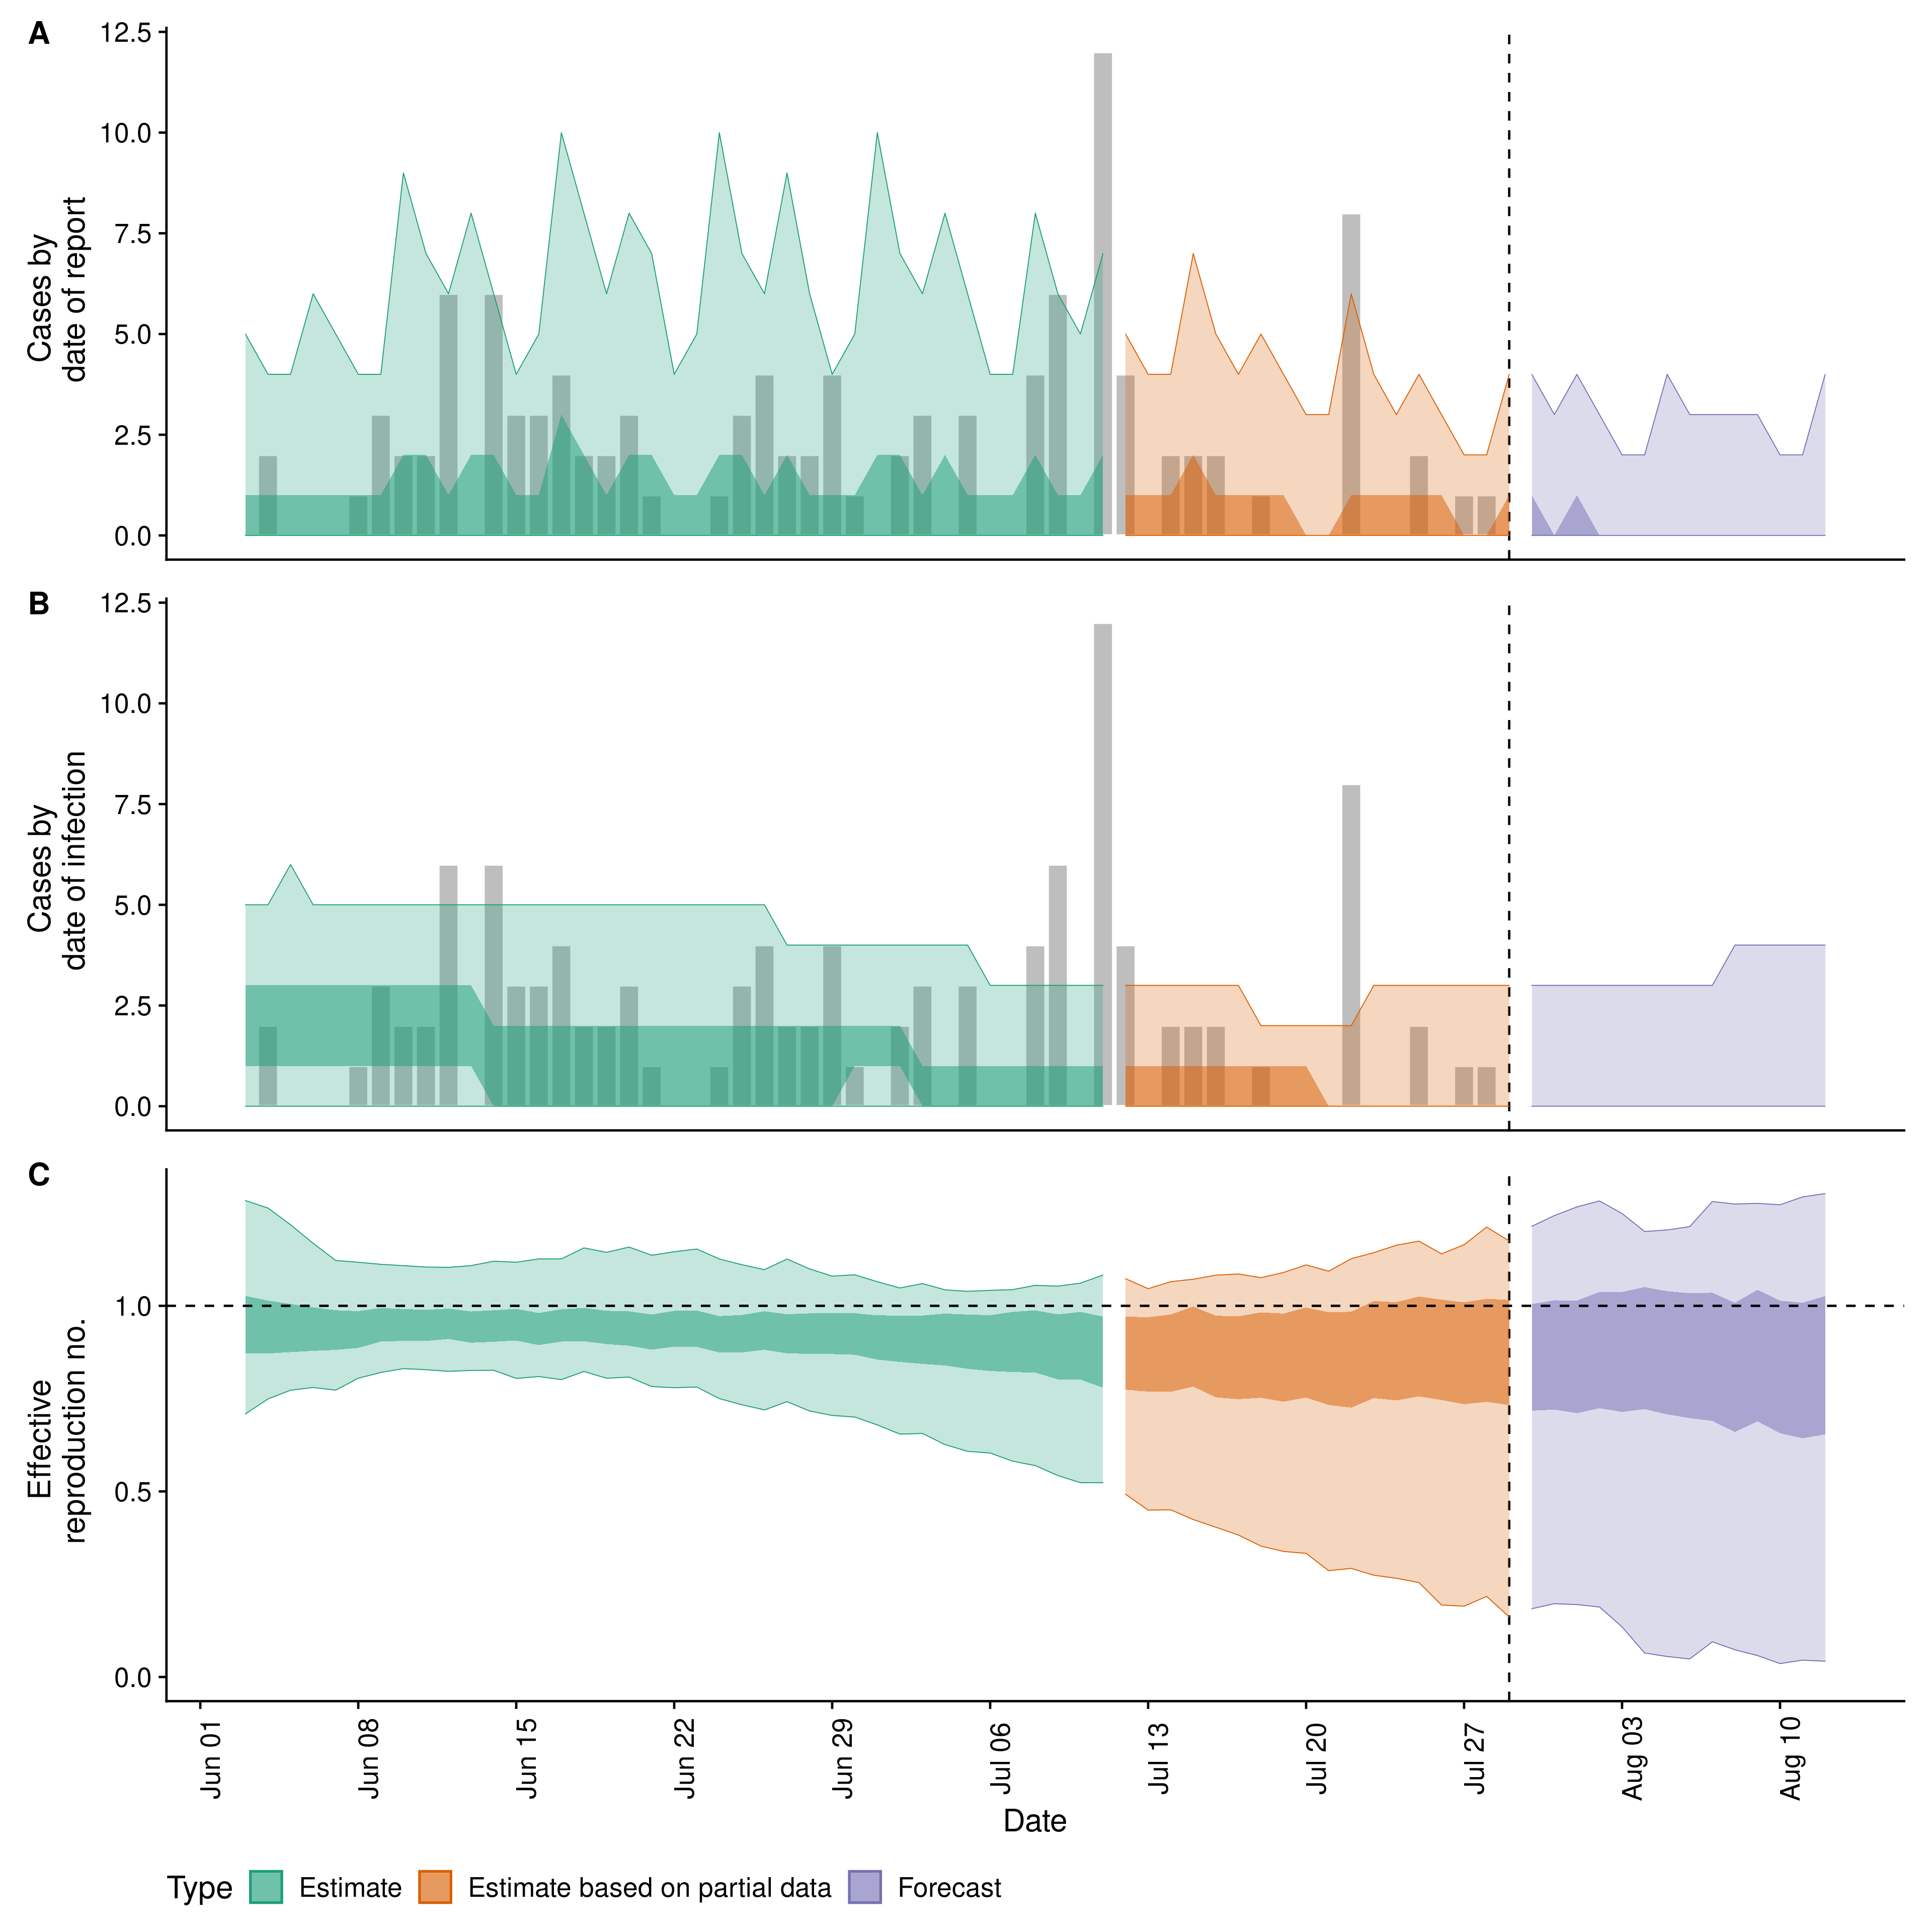 A
12.5
10.0
7.5
5.0
2.5
0.0
Cases by
date of report
B
12.5
10.0
7.5
5.0
2.5
0.0
Cases by
date of infection
C
1.0
0.5
0.0
Effective
reproduction no.
Jun 01
Jun 08
Jun 15
Jun 22
Jun 29
Jul 06
Jul 13
Jul 20
Jul 27
Aug 03
Aug 10
Date
Type Estimate Estimate based on partial data Forecast